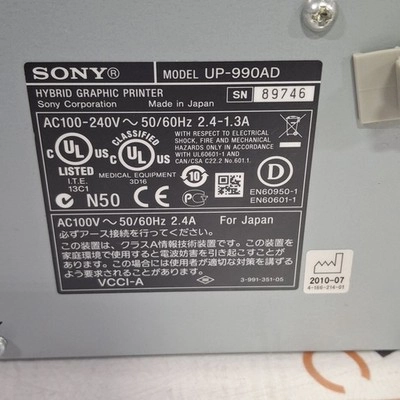 SONY® MODEL UP-990AD
HYBRID GRAPHIC PRINTER
Sony Corporation Made in Japan
SN 89746
AC100-240V ~ 50/60Hz 2.4-1.3A
WITH RESPECT TO ELECTRICAL
SHOCK, FIRE AND MECHANICAL
HAZARDS ONLY IN ACCORDANCE
WITH UL60601-1 AND
CAN/CSA C22.2 No.601.1.
C UL US
LISTED
I.T.E.
13C1
C UL US
MEDICAL EQUIPMENT
3D16
10
D
EN60950-1
EN60601-1
N50
AC100V ~ 50/60Hz 2.4A For Japan
必ずアース接続を行ってください。
この装置は、クラスA情報技術装置です。この装置を
家庭環境で使用すると電波妨害を引き起こすことが
あります。この場合には使用者が適切な対策を講ず
るよう要求されることがあります。
VCCI-A 3-991-351-05
2010-07